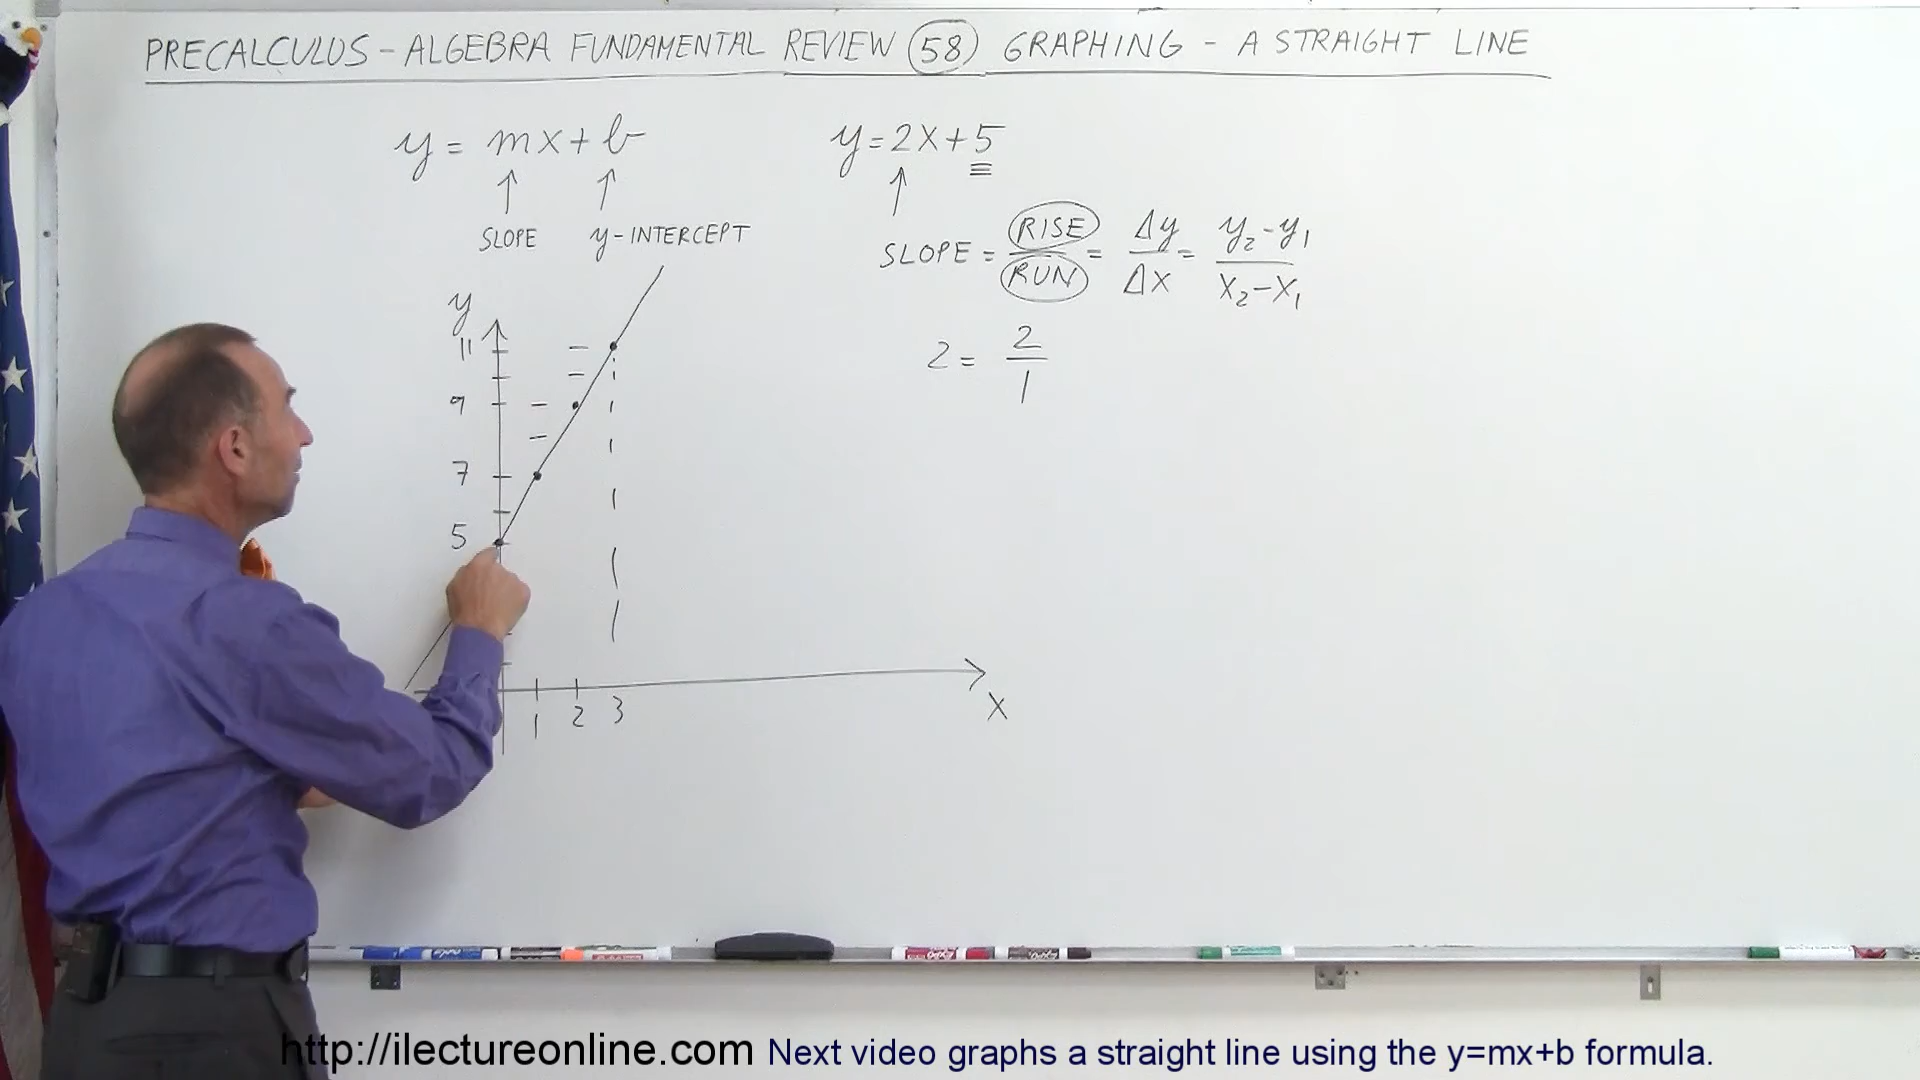 PRECALCULUS - ALGEBRA FUNDAMENTAL REVIEW 58 GRAPHING - A STRAIGHT LINE
y = mx + b
y = 2x + 5
SLOPE
y-INTERCEPT
SLOPE = RISE/RUN = Δy/Δx = y₂-y₁/x₂-x₁
2 = 2/1
y
11
9
7
5
1 2 3
X
http://ilectureonline.com Next video graphs a straight line using the y=mx+b formula.